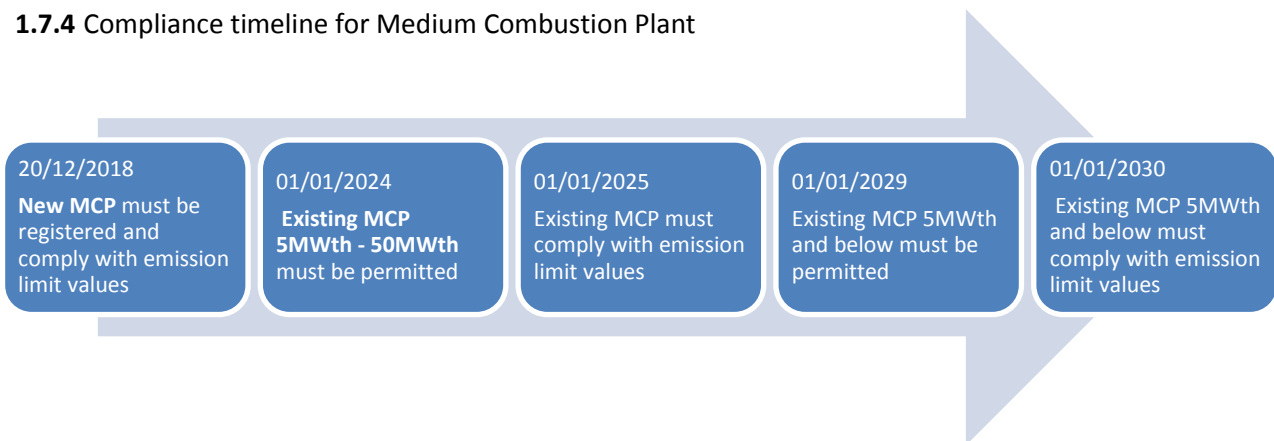 1.7.4 Compliance timeline for Medium Combustion Plant
20/12/2018
New MCP must be
registered and
comply with emission
limit values
01/01/2024
Existing MCP
5MWth - 50MWth
must be permitted
01/01/2025
Existing MCP must
comply with emission
limit values
01/01/2029
Existing MCP 5MWth
and below must be
permitted
01/01/2030
Existing MCP 5MWth
and below must
comply with emission
limit values